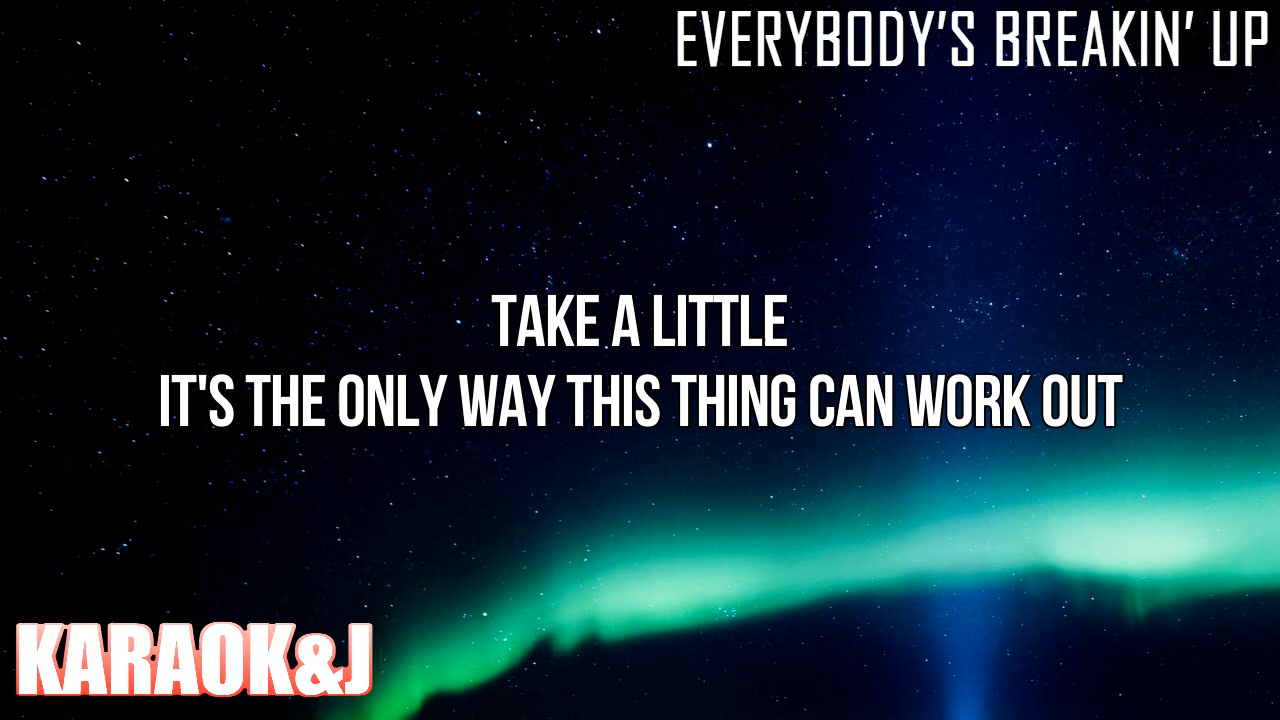 EVERYBODY’S BREAKIN’ UP
TAKE A LITTLE
IT'S THE ONLY WAY THIS THING CAN WORK OUT
KARAOK&J